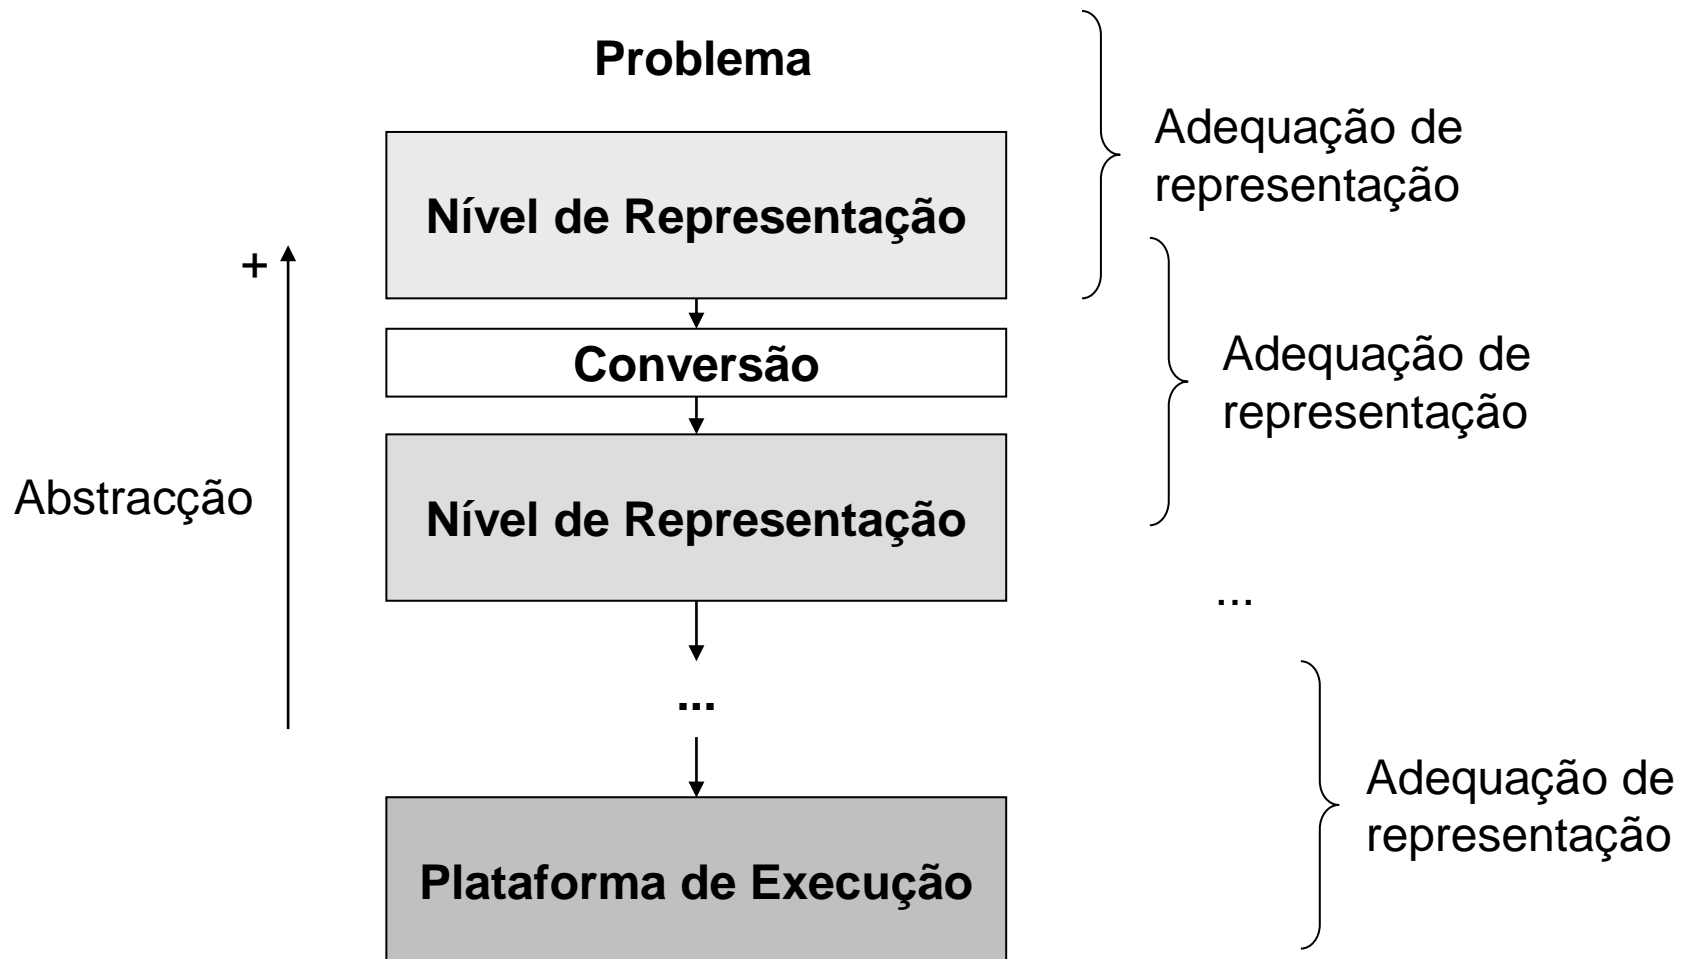 Problema
Adequação de
representação
Nível de Representação
+
Conversão
Adequação de
representação
Abstracção
Nível de Representação
...
...
Adequação de
representação
Plataforma de Execução